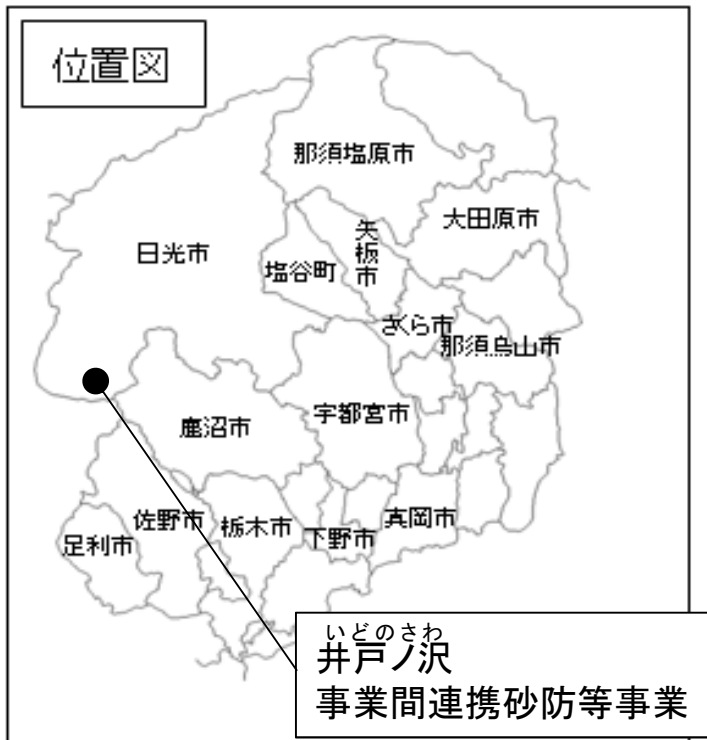 位置図
那須塩原市
大田原市
矢板市
日光市
塩谷町
さくら市
那須烏山市
宇都宮市
鹿沼市
佐野市
栃木市
真岡市
下野市
足利市
いどのさわ
井戸ノ沢
事業間連携砂防等事業